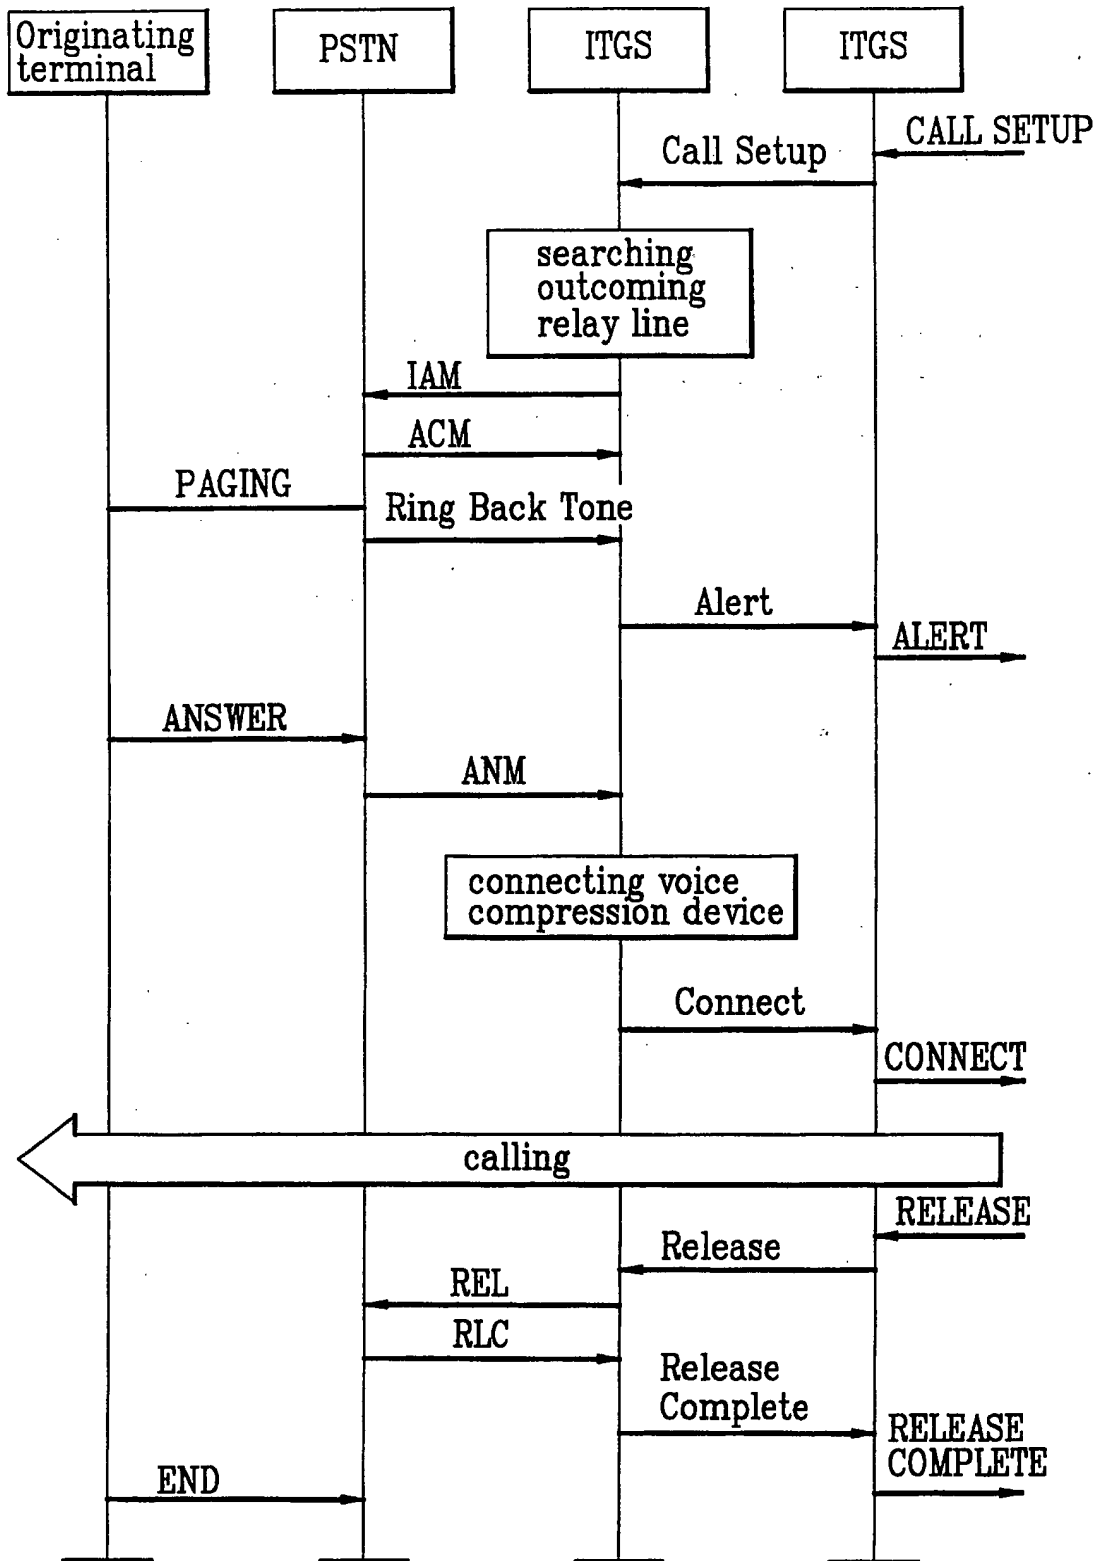 Originating
terminal
PSTN
ITGS
ITGS
CALL SETUP
Call Setup
searching
outcoming
relay line
IAM
ACM
PAGING
Ring Back Tone
Alert
ALERT
ANSWER
ANM
connecting voice
compression device
Connect
CONNECT
calling
RELEASE
Release
REL
RLC
Release
Complete
RELEASE
COMPLETE
END